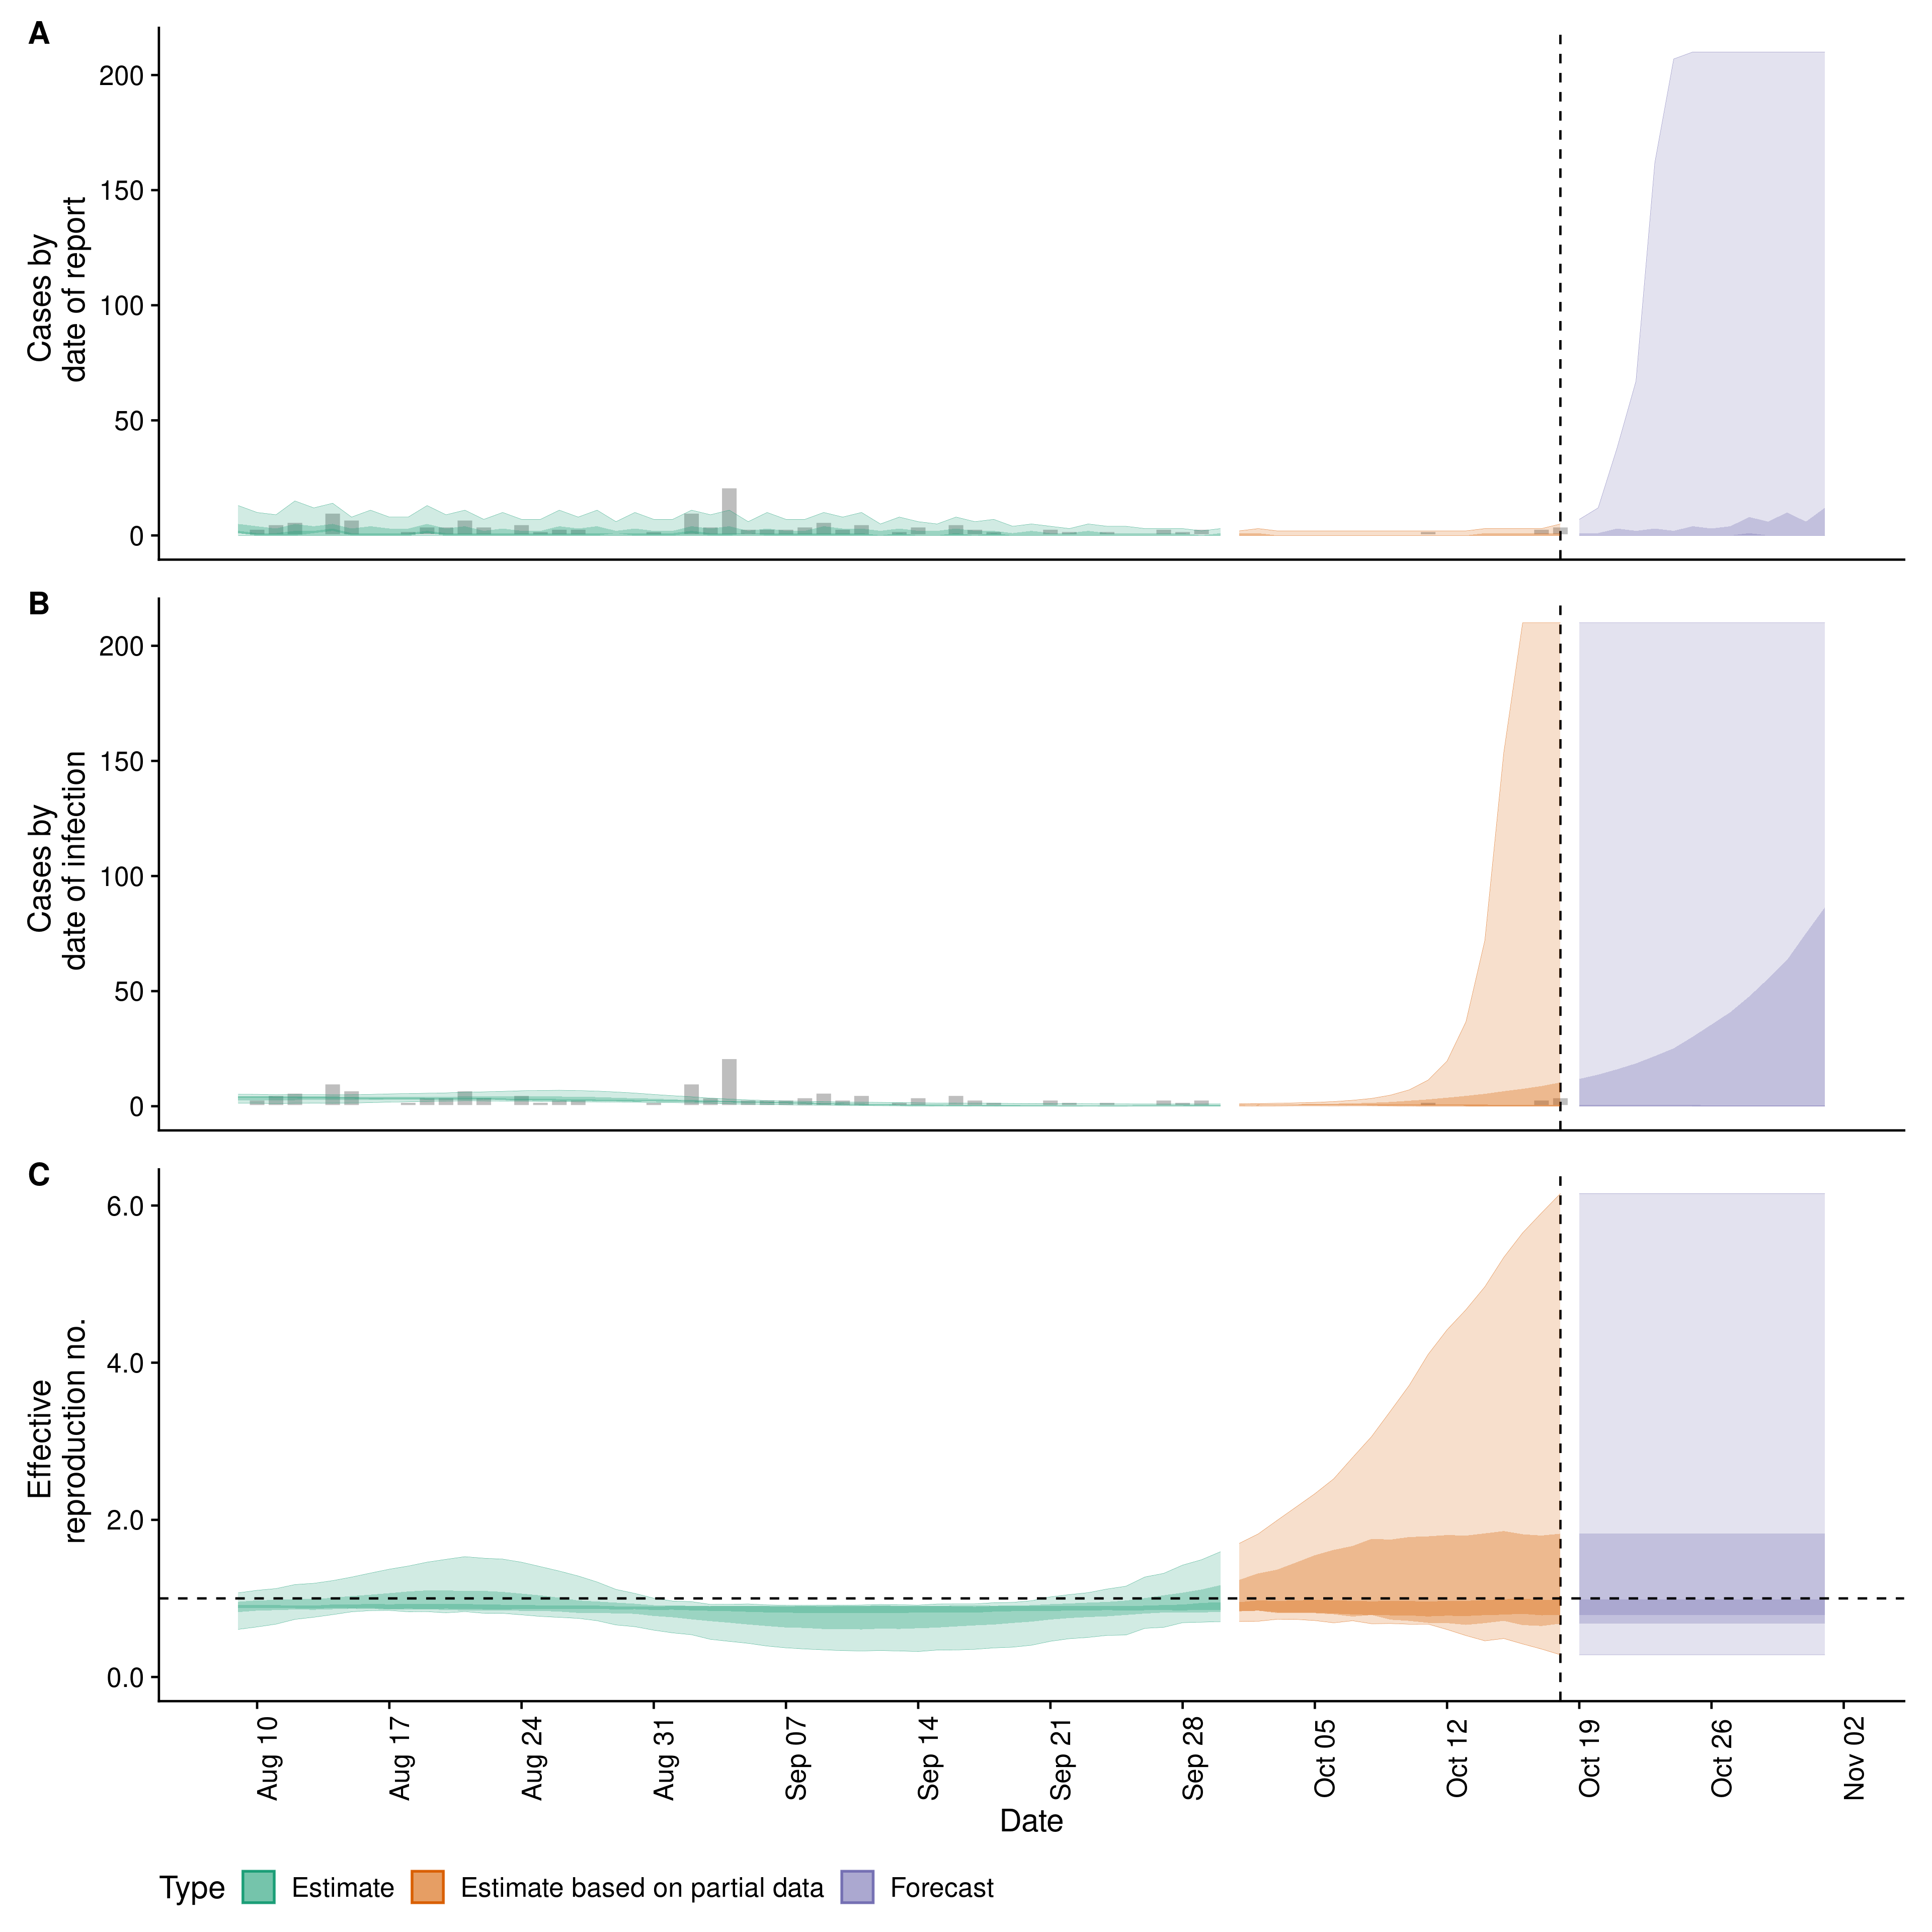 A
200
150
100
50
0
Cases by
date of report
B
200
150
100
50
0
Cases by
date of infection
C
6.0
4.0
2.0
0.0
Effective
reproduction no.
Aug 10
Aug 17
Aug 24
Aug 31
Sep 07
Sep 14
Sep 21
Sep 28
Oct 05
Oct 12
Oct 19
Oct 26
Nov 02
Date
Type Estimate Estimate based on partial data Forecast